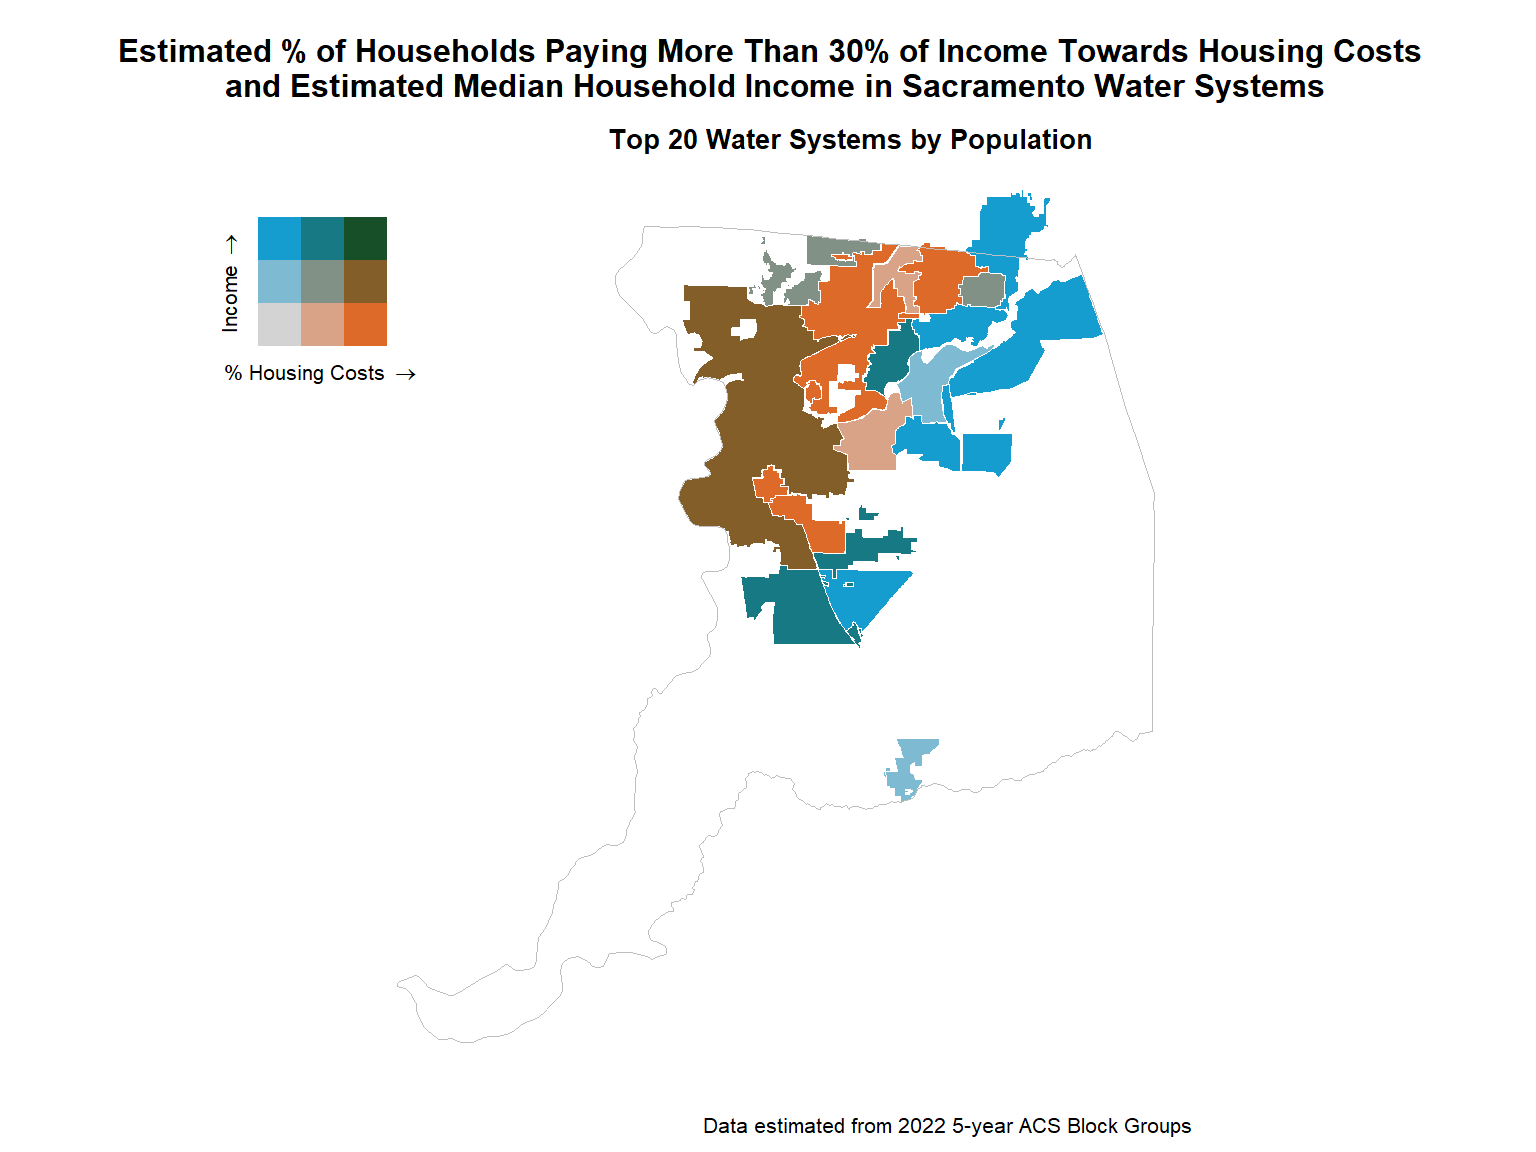 Estimated % of Households Paying More Than 30% of Income Towards Housing Costs
and Estimated Median Household Income in Sacramento Water Systems
Top 20 Water Systems by Population
Income →
% Housing Costs →
Data estimated from 2022 5-year ACS Block Groups